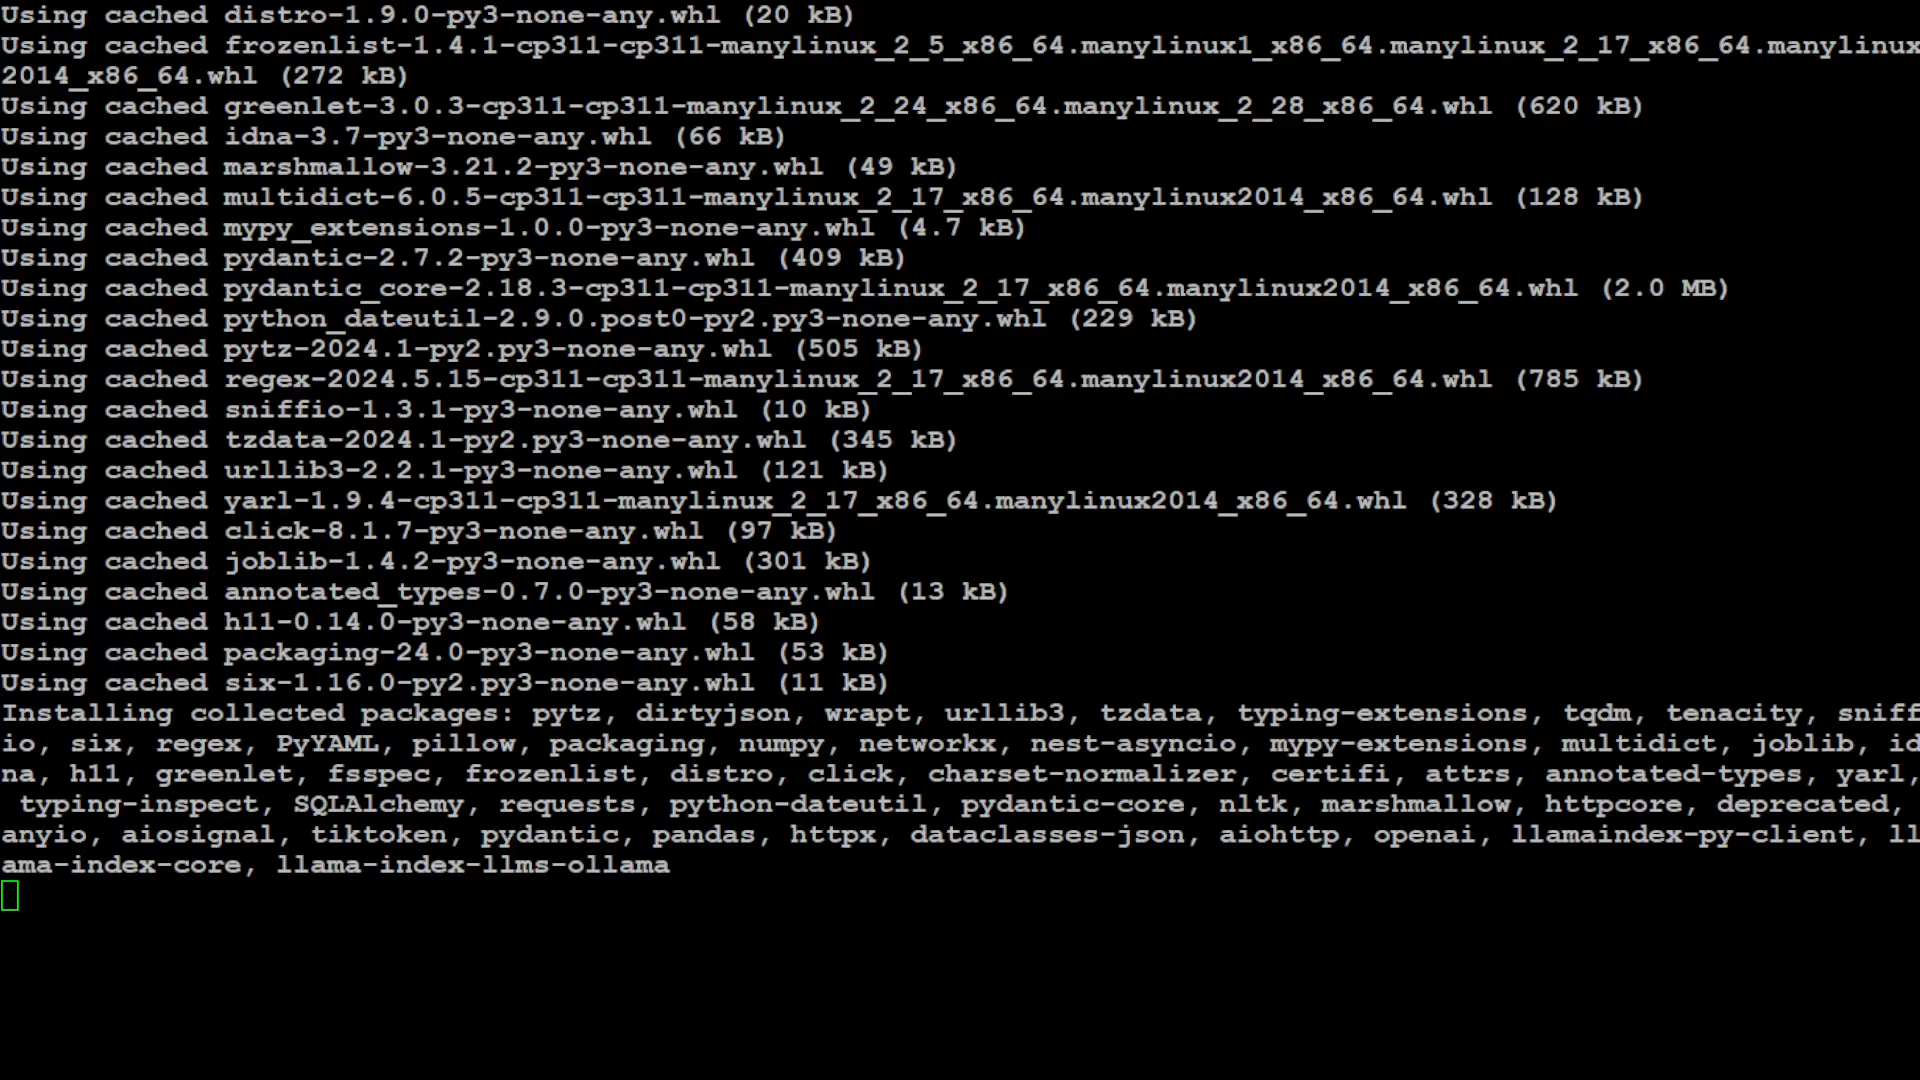 Using cached distro-1.9.0-py3-none-any.whl (20 kB)
Using cached frozenlist-1.4.1-cp311-cp311-manylinux_2_5_x86_64.manylinux1_x86_64.manylinux_2_17_x86_64.manylinux
2014_x86_64.whl (272 kB)
Using cached greenlet-3.0.3-cp311-cp311-manylinux_2_24_x86_64.manylinux_2_28_x86_64.whl (620 kB)
Using cached idna-3.7-py3-none-any.whl (66 kB)
Using cached marshmallow-3.21.2-py3-none-any.whl (49 kB)
Using cached multidict-6.0.5-cp311-cp311-manylinux_2_17_x86_64.manylinux2014_x86_64.whl (128 kB)
Using cached mypy_extensions-1.0.0-py3-none-any.whl (4.7 kB)
Using cached pydantic-2.7.2-py3-none-any.whl (409 kB)
Using cached pydantic_core-2.18.3-cp311-cp311-manylinux_2_17_x86_64.manylinux2014_x86_64.whl (2.0 MB)
Using cached python_dateutil-2.9.0.post0-py2.py3-none-any.whl (229 kB)
Using cached pytz-2024.1-py2.py3-none-any.whl (505 kB)
Using cached regex-2024.5.15-cp311-cp311-manylinux_2_17_x86_64.manylinux2014_x86_64.whl (785 kB)
Using cached sniffio-1.3.1-py3-none-any.whl (10 kB)
Using cached tzdata-2024.1-py2.py3-none-any.whl (345 kB)
Using cached urllib3-2.2.1-py3-none-any.whl (121 kB)
Using cached yarl-1.9.4-cp311-cp311-manylinux_2_17_x86_64.manylinux2014_x86_64.whl (328 kB)
Using cached click-8.1.7-py3-none-any.whl (97 kB)
Using cached joblib-1.4.2-py3-none-any.whl (301 kB)
Using cached annotated_types-0.7.0-py3-none-any.whl (13 kB)
Using cached h11-0.14.0-py3-none-any.whl (58 kB)
Using cached packaging-24.0-py3-none-any.whl (53 kB)
Using cached six-1.16.0-py2.py3-none-any.whl (11 kB)
Installing collected packages: pytz, dirtyjson, wrapt, urllib3, tzdata, typing-extensions, tqdm, tenacity, sniff
io, six, regex, PyYAML, pillow, packaging, numpy, networkx, nest-asyncio, mypy-extensions, multidict, joblib, id
na, h11, greenlet, fsspec, frozenlist, distro, click, charset-normalizer, certifi, attrs, annotated-types, yarl,
 typing-inspect, SQLAlchemy, requests, python-dateutil, pydantic-core, nltk, marshmallow, httpcore, deprecated,
anyio, aiosignal, tiktoken, pydantic, pandas, httpx, dataclasses-json, aiohttp, openai, llamaindex-py-client, ll
ama-index-core, llama-index-llms-ollama